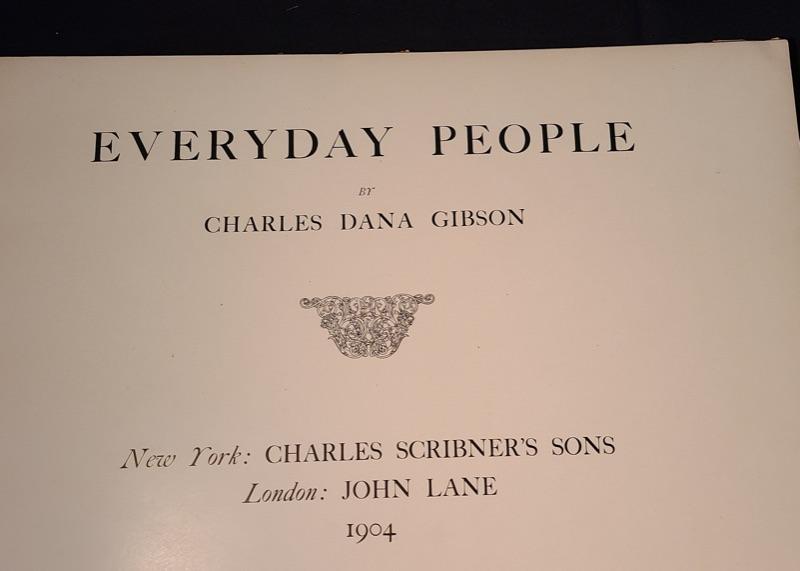 EVERYDAY PEOPLE
BY
CHARLES DANA GIBSON
New York: CHARLES SCRIBNER'S SONS
London: JOHN LANE
1904